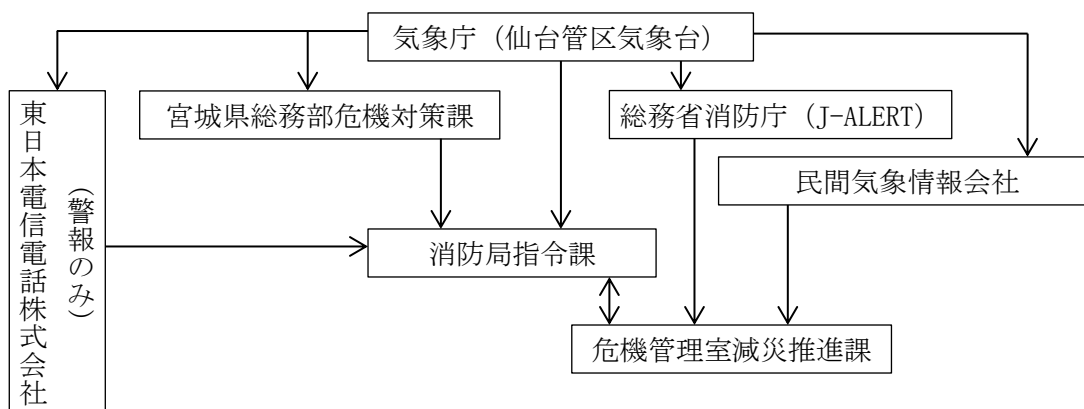 気象庁（仙台管区気象台）
宮城県総務部危機対策課
総務省消防庁（J-ALERT）
東日本電信電話株式会社
（警報のみ）
民間気象情報会社
消防局指令課
危機管理室減災推進課